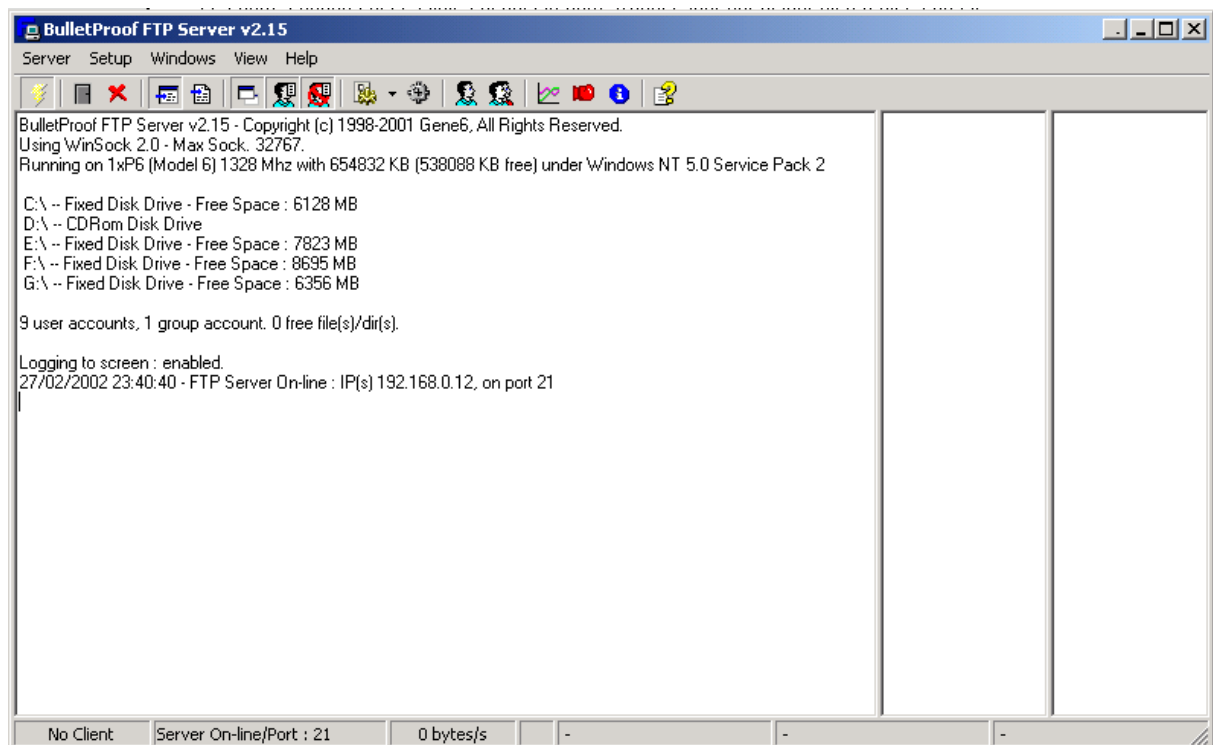 BulletProof FTP Server v2.15
Server Setup Windows View Help
BulletProof FTP Server v2.15 - Copyright (c) 1998-2001 Gene6, All Rights Reserved.
Using WinSock 2.0 - Max Sock. 32767.
Running on 1xP6 (Model 6) 1328 Mhz with 654832 KB (538088 KB free) under Windows NT 5.0 Service Pack 2
C:\ -- Fixed Disk Drive - Free Space : 6128 MB
D:\ -- CDRom Disk Drive
E:\ -- Fixed Disk Drive - Free Space : 7823 MB
F:\ -- Fixed Disk Drive - Free Space : 8695 MB
G:\ -- Fixed Disk Drive - Free Space : 6356 MB
9 user accounts, 1 group account. 0 free file(s)/dir(s).
Logging to screen : enabled.
27/02/2002 23:40:40 - FTP Server On-line : IP(s) 192.168.0.12, on port 21
No Client Server On-line/Port : 21 0 bytes/s - - -